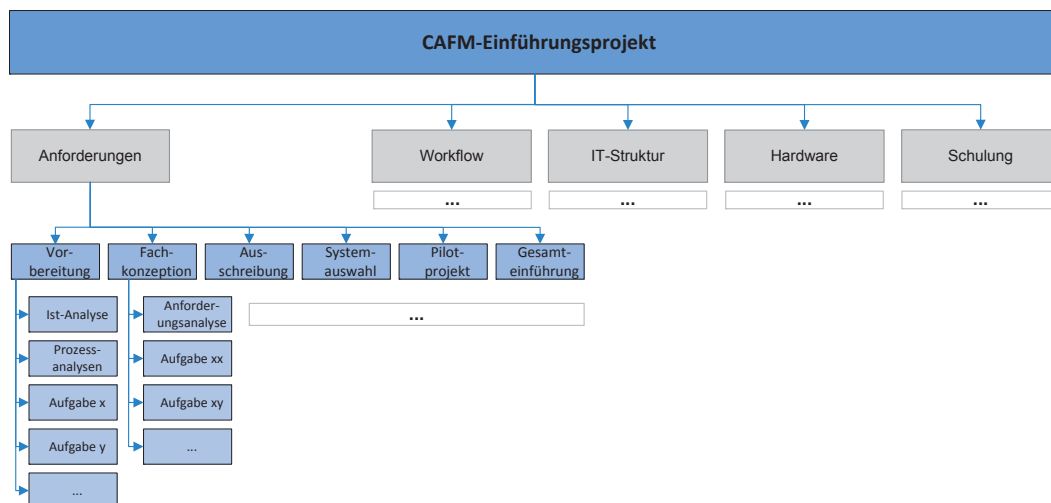 CAFM-Einführungsprojekt
Anforderungen
Workflow
IT-Struktur
Hardware
Schulung
...
...
...
...
Vor-
bereitung
Fach-
konzeption
Aus-
schreibung
System-
auswahl
Pilot-
projekt
Gesamt-
einführung
Ist-Analyse
Prozess-
analysen
Aufgabe x
Aufgabe y
...
Anforder-
ungsanalyse
Aufgabe xx
Aufgabe xy
...
...